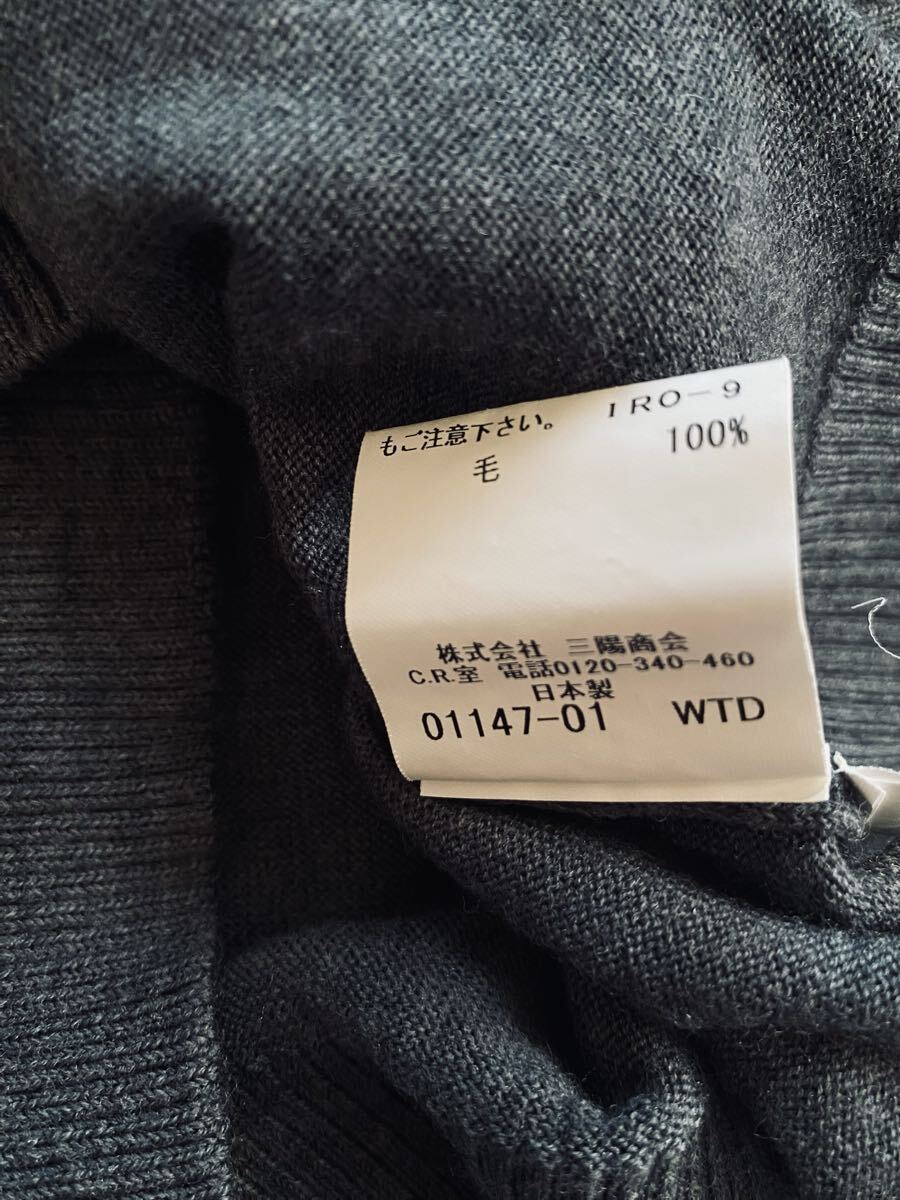 もご注意下さい。 IRO-9
毛 100%
株式会社 三陽商会
C.R.室 電話0120-340-460
日本製
01147-01 WTD